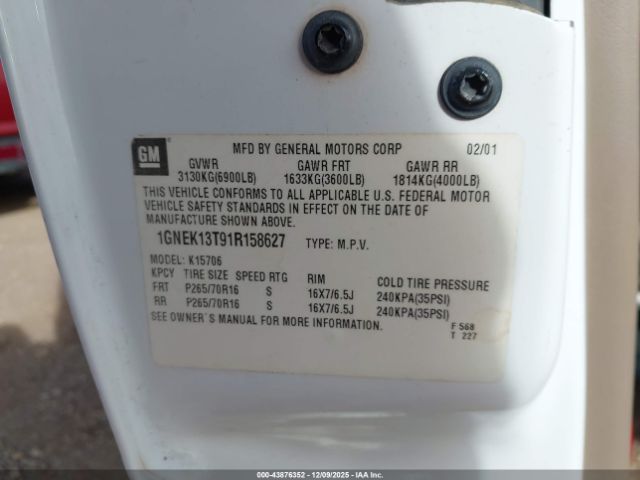 GM
MFD BY GENERAL MOTORS CORP 02/01
GVWR GAWR FRT GAWR RR
3130KG(6900LB) 1633KG(3600LB) 1814KG(4000LB)
THIS VEHICLE CONFORMS TO ALL APPLICABLE U.S. FEDERAL MOTOR
VEHICLE SAFETY STANDARDS IN EFFECT ON THE DATE OF
MANUFACTURE SHOWN ABOVE.
1GNEK13T91R158627 TYPE: M.P.V.
MODEL: K15706
KPCY TIRE SIZE SPEED RTG RIM COLD TIRE PRESSURE
FRT P265/70R16 S 16X7/6.5J 240KPA(35PSI)
RR P265/70R16 S 16X7/6.5J 240KPA(35PSI)
SEE OWNER'S MANUAL FOR MORE INFORMATION.
F S68
T 227
000-43876352 - 12/09/2025 - IAAI.COM